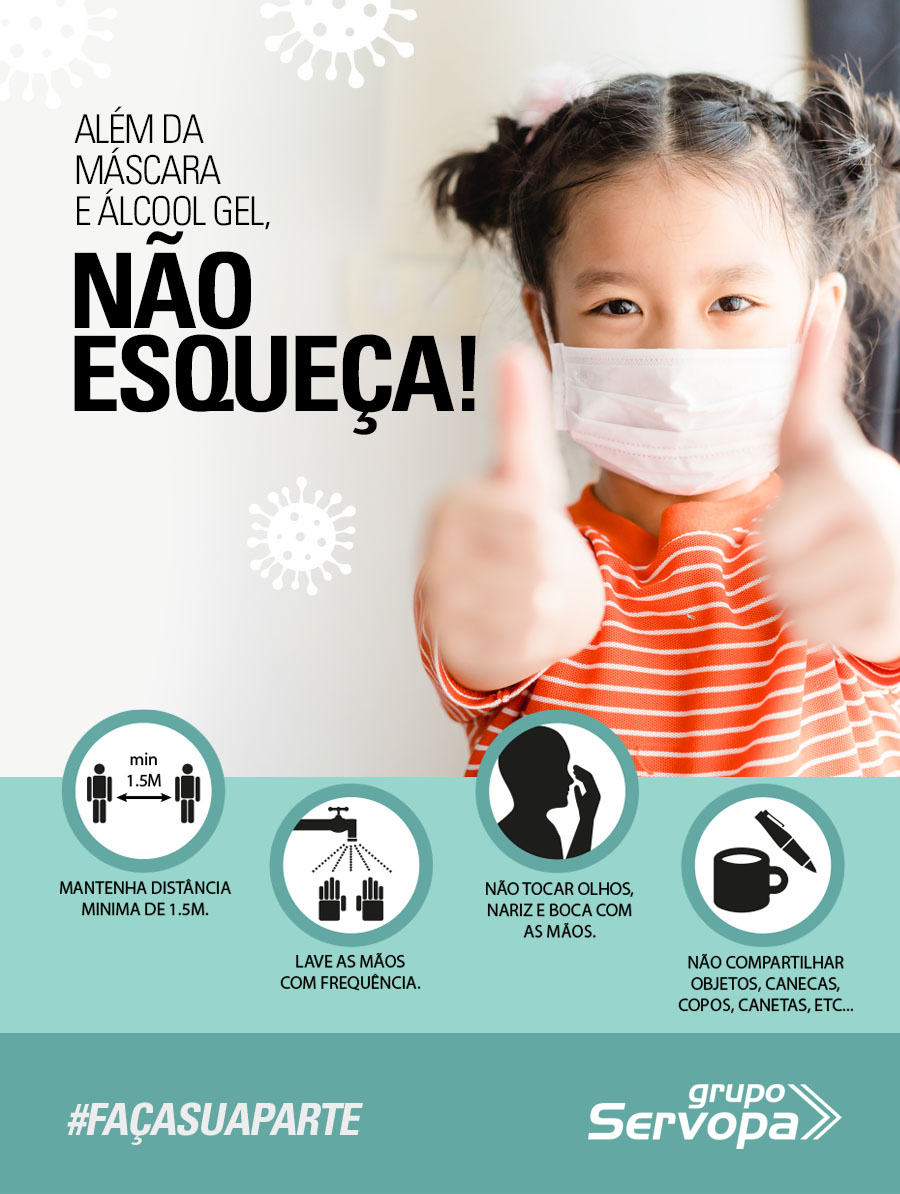 ALÉM DA
MÁSCARA
E ÁLCOOL GEL,
NÃO
ESQUEÇA!
min
1.5M
MANTENHA DISTÂNCIA
MINIMA DE 1.5M.
LAVE AS MÃOS
COM FREQUÊNCIA.
NÃO TOCAR OLHOS,
NARIZ E BOCA COM
AS MÃOS.
NÃO COMPARTILHAR
OBJETOS, CANECAS,
COPOS, CANETAS, ETC...
#FAÇASUAPARTE
grupo
Servopa